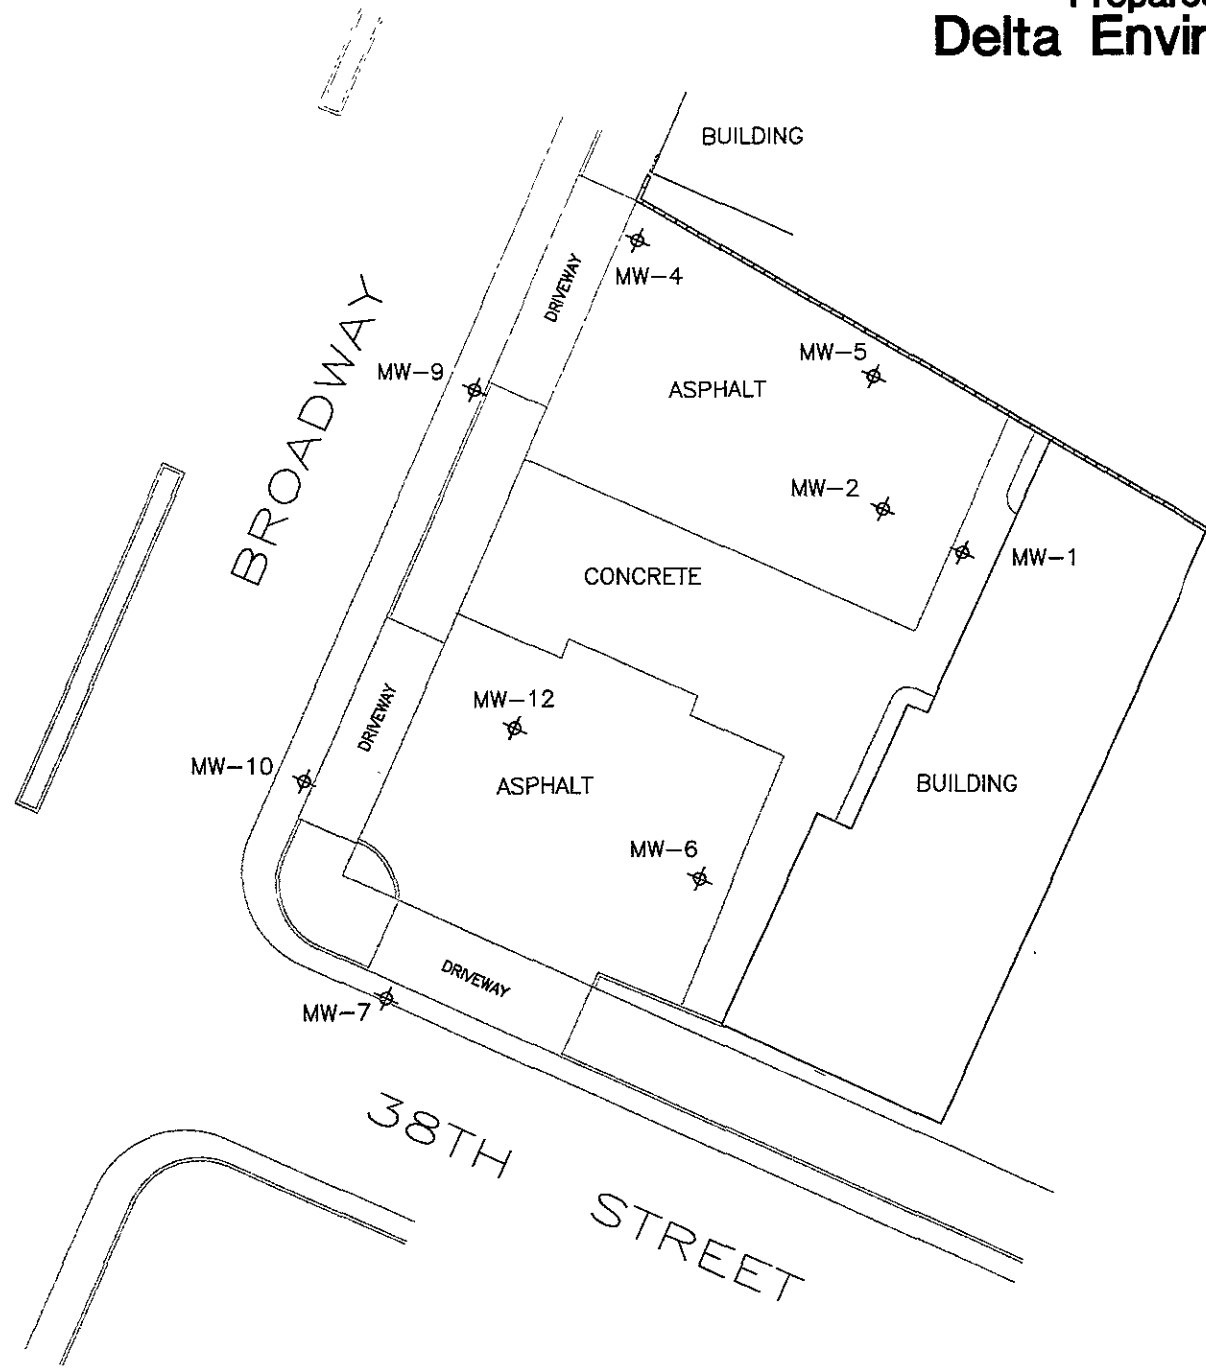 Delta
BUILDING
MW-4
DRIVEWAY
MW-5
MW-9
ASPHALT
BROADWAY
MW-2
MW-1
CONCRETE
MW-12
DRIVEWAY
MW-10
ASPHALT
BUILDING
MW-6
DRIVEWAY
MW-7
38TH STREET